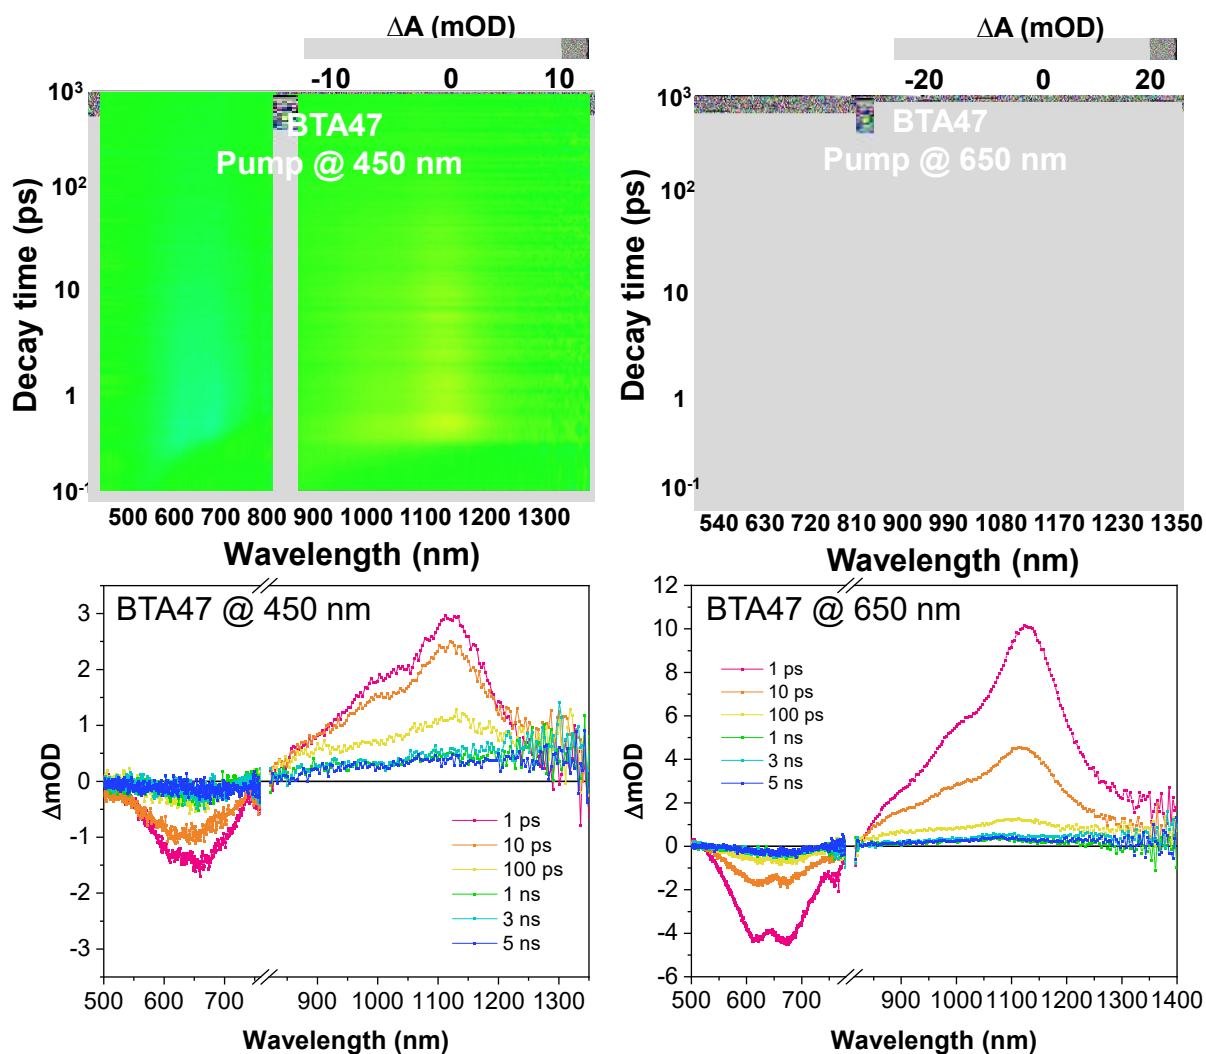 ΔA (mOD)
-10 0 10
10³
10²
10
1
10⁻¹
Decay time (ps)
BTA47
Pump @ 450 nm
500 600 700 800 900 1000 1100 1200 1300
Wavelength (nm)
ΔA (mOD)
-20 0 20
10³
10²
10
1
10⁻¹
Decay time (ps)
BTA47
Pump @ 650 nm
540 630 720 810 900 990 1080 1170 1230 1350
Wavelength (nm)
BTA47 @ 450 nm
3
2
1
0
-1
-2
-3
ΔmOD
1 ps
10 ps
100 ps
1 ns
3 ns
5 ns
500 600 700 900 1000 1100 1200 1300
Wavelength (nm)
BTA47 @ 650 nm
12
10
8
6
4
2
0
-2
-4
-6
ΔmOD
1 ps
10 ps
100 ps
1 ns
3 ns
5 ns
500 600 700 900 1000 1100 1200 1300 1400
Wavelength (nm)